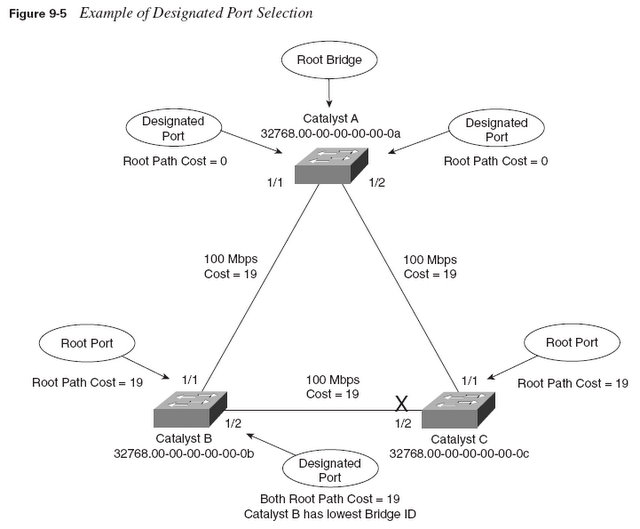 Figure 9-5 Example of Designated Port Selection
Root Bridge
Catalyst A
32768.00-00-00-00-00-0a
Designated
Port
Root Path Cost = 0
Designated
Port
Root Path Cost = 0
1/1
1/2
100 Mbps
Cost = 19
100 Mbps
Cost = 19
Root Port
Root Path Cost = 19
1/1
Root Port
Root Path Cost = 19
1/1
100 Mbps
Cost = 19
X
1/2
1/2
Catalyst B
32768.00-00-00-00-00-0b
Catalyst C
32768.00-00-00-00-00-0c
Designated
Port
Both Root Path Cost = 19
Catalyst B has lowest Bridge ID